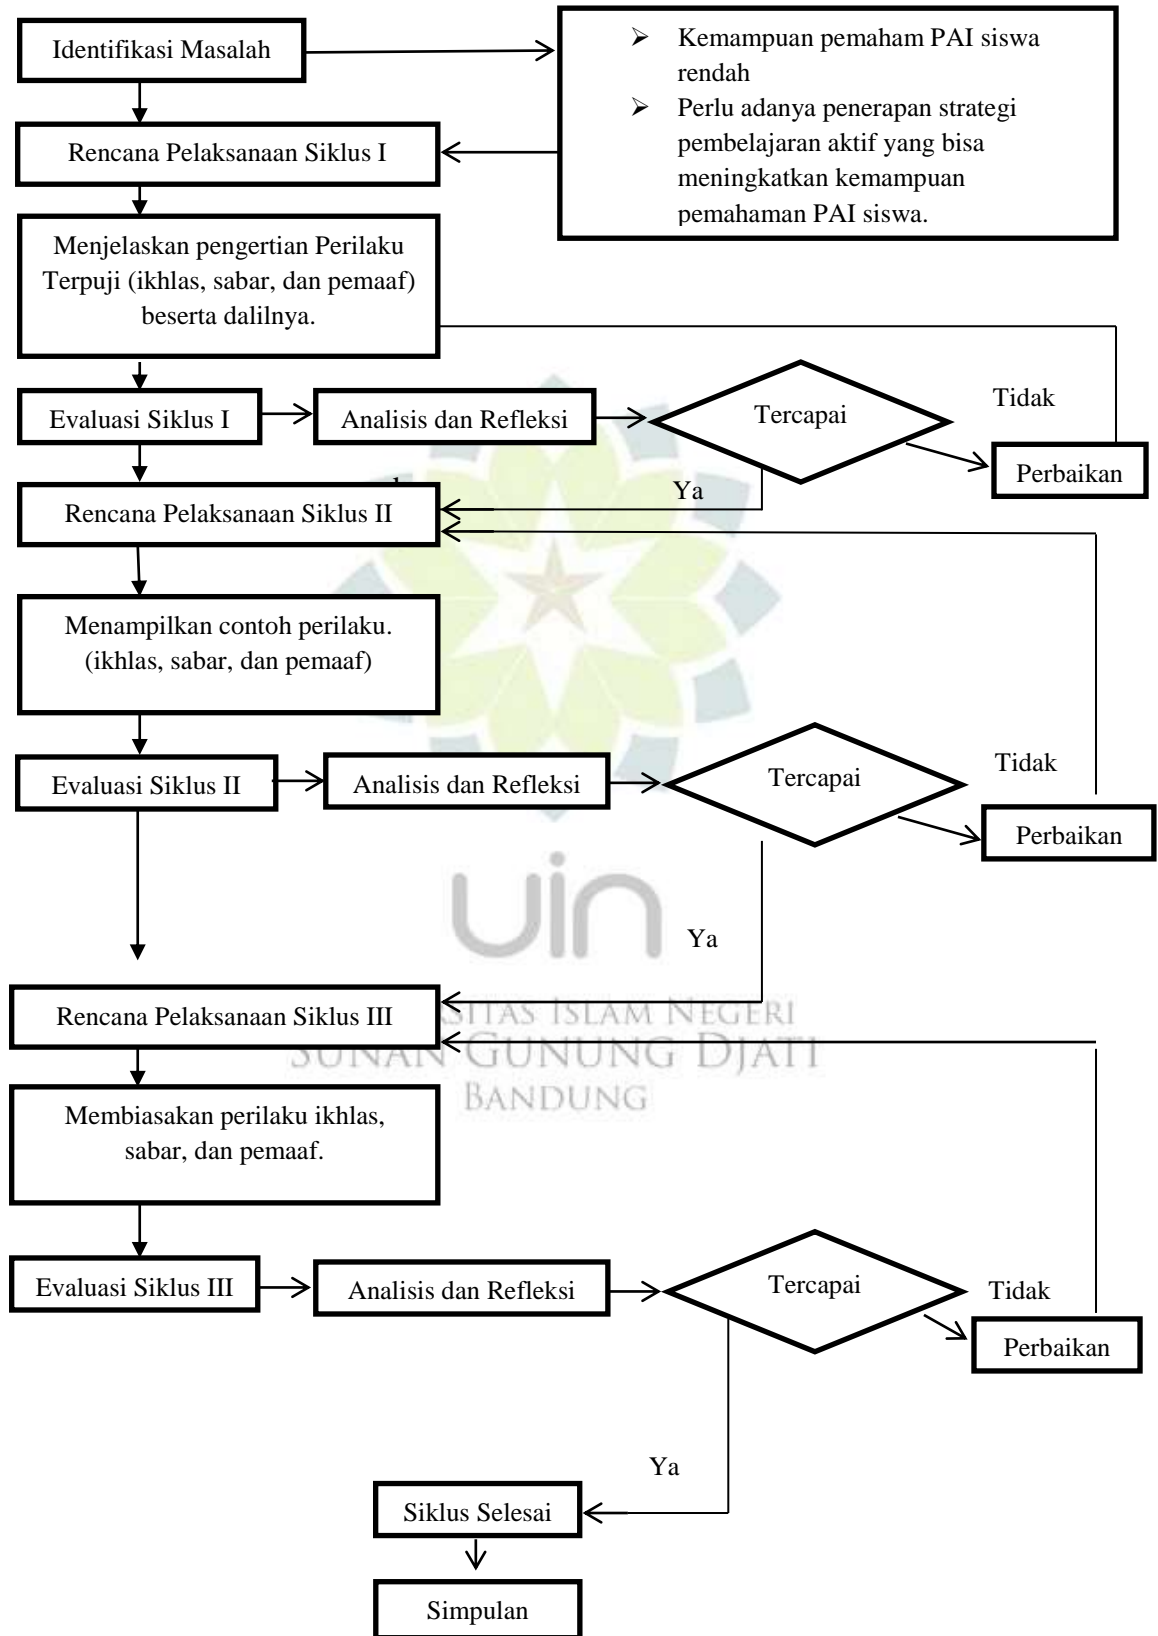 Identifikasi Masalah
➢ Kemampuan pemaham PAI siswa
rendah
➢ Perlu adanya penerapan strategi
pembelajaran aktif yang bisa
meningkatkan kemampuan
pemahaman PAI siswa.
Rencana Pelaksanaan Siklus I
Menjelaskan pengertian Perilaku
Terpuji (ikhlas, sabar, dan pemaaf)
beserta dalilnya.
Evaluasi Siklus I
Analisis dan Refleksi
Tercapai
Tidak
Perbaikan
Ya
Rencana Pelaksanaan Siklus II
Menampilkan contoh perilaku.
(ikhlas, sabar, dan pemaaf)
Evaluasi Siklus II
Analisis dan Refleksi
Tercapai
Tidak
Perbaikan
uin
Ya
Rencana Pelaksanaan Siklus III
SITAS ISLAM NEGERI
SUNAN GUNUNG DJATI
BANDUNG
Membiasakan perilaku ikhlas,
sabar, dan pemaaf.
Evaluasi Siklus III
Analisis dan Refleksi
Tercapai
Tidak
Perbaikan
Ya
Siklus Selesai
Simpulan